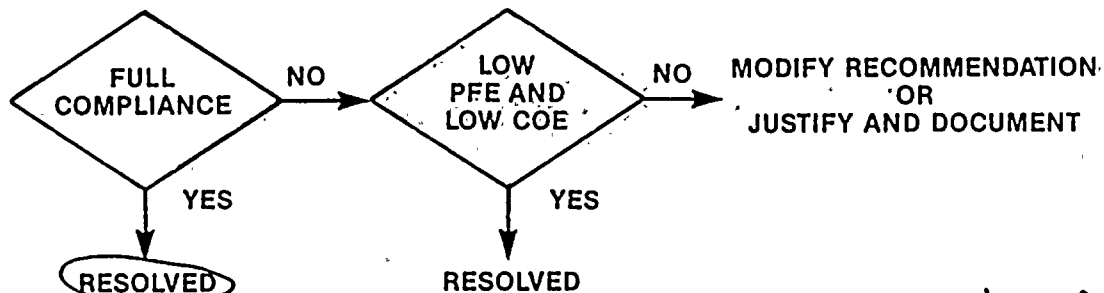 FULL
COMPLIANCE
NO
LOW
PFE AND
LOW COE
NO
MODIFY RECOMMENDATION
OR
JUSTIFY AND DOCUMENT
YES
YES
RESOLVED
RESOLVED